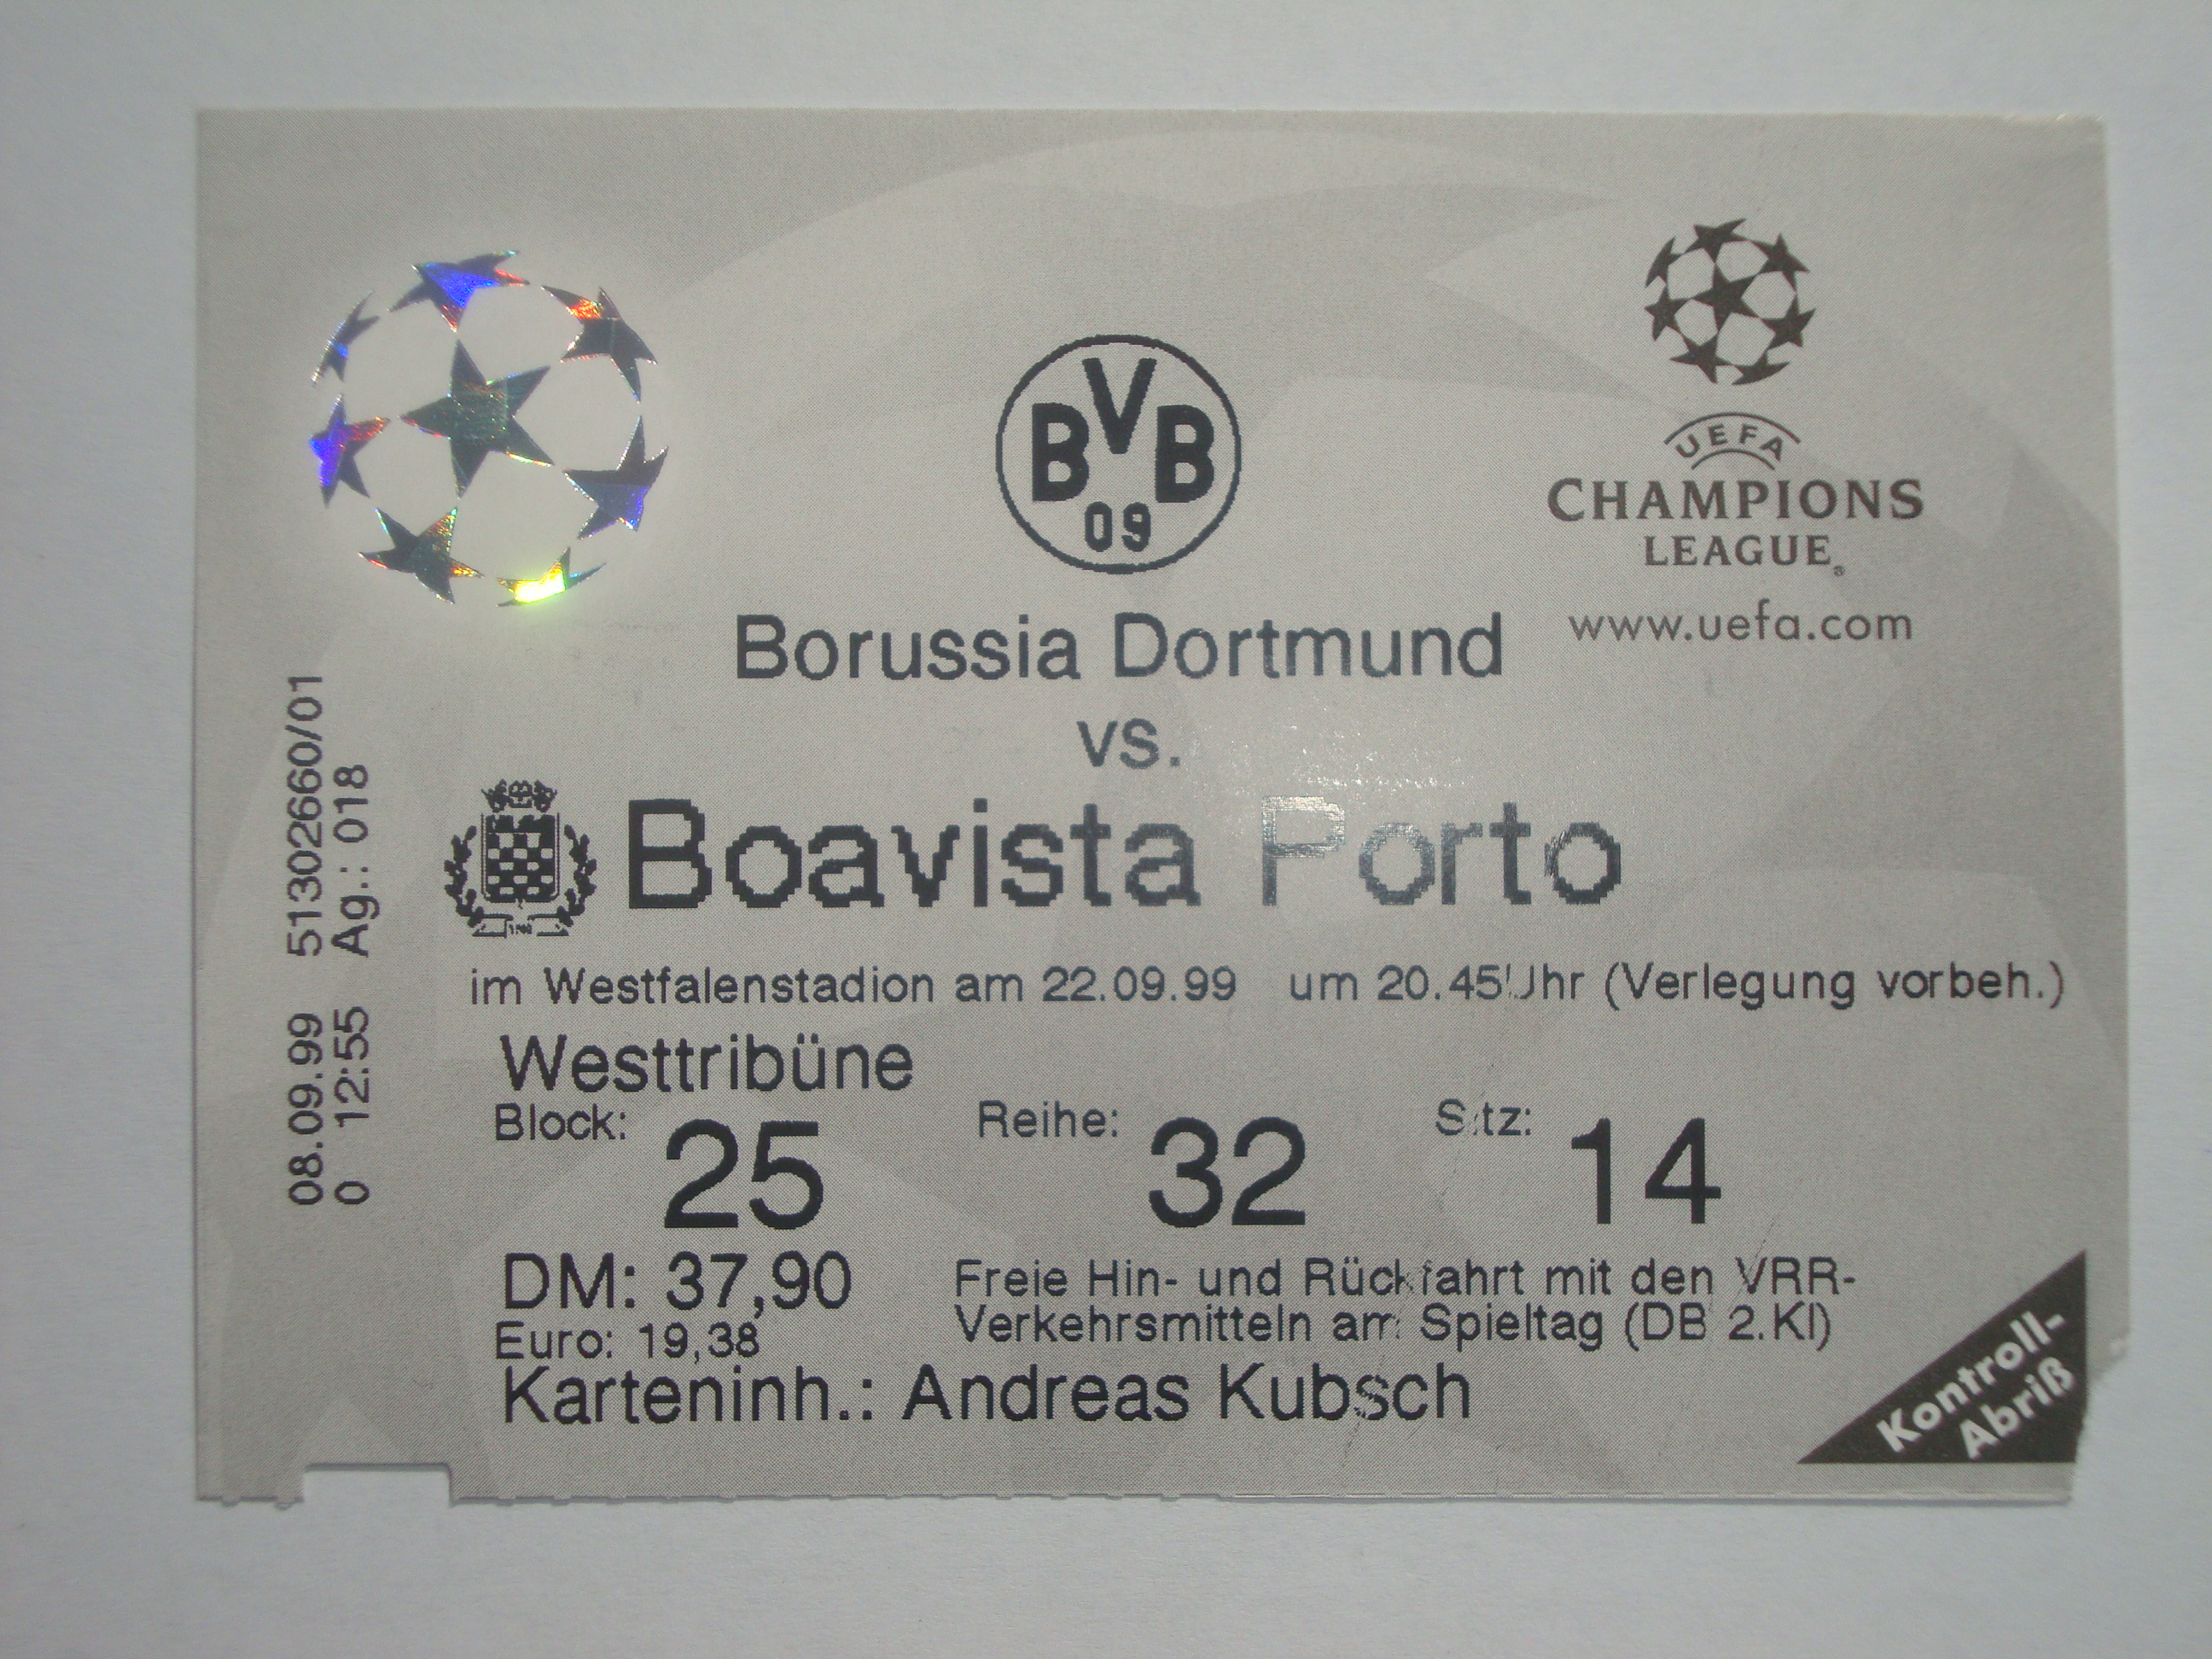 BVB
09
UEFA
CHAMPIONS
LEAGUE®
www.uefa.com
Borussia Dortmund
vs.
Boavista Porto
im Westfalenstadion am 22.09.99 um 20.45 Uhr (Verlegung vorbeh.)
Westtribüne
Block: 25 Reihe: 32 Sitz: 14
DM: 37,90
Euro: 19,38
Freie Hin- und Rückfahrt mit den VRR-
Verkehrsmitteln am Spieltag (DB 2.Kl)
Karteninh.: Andreas Kubsch
08.09.99 51302660/01
0 12:55 Ag.: 018
Kontroll-
Abriß